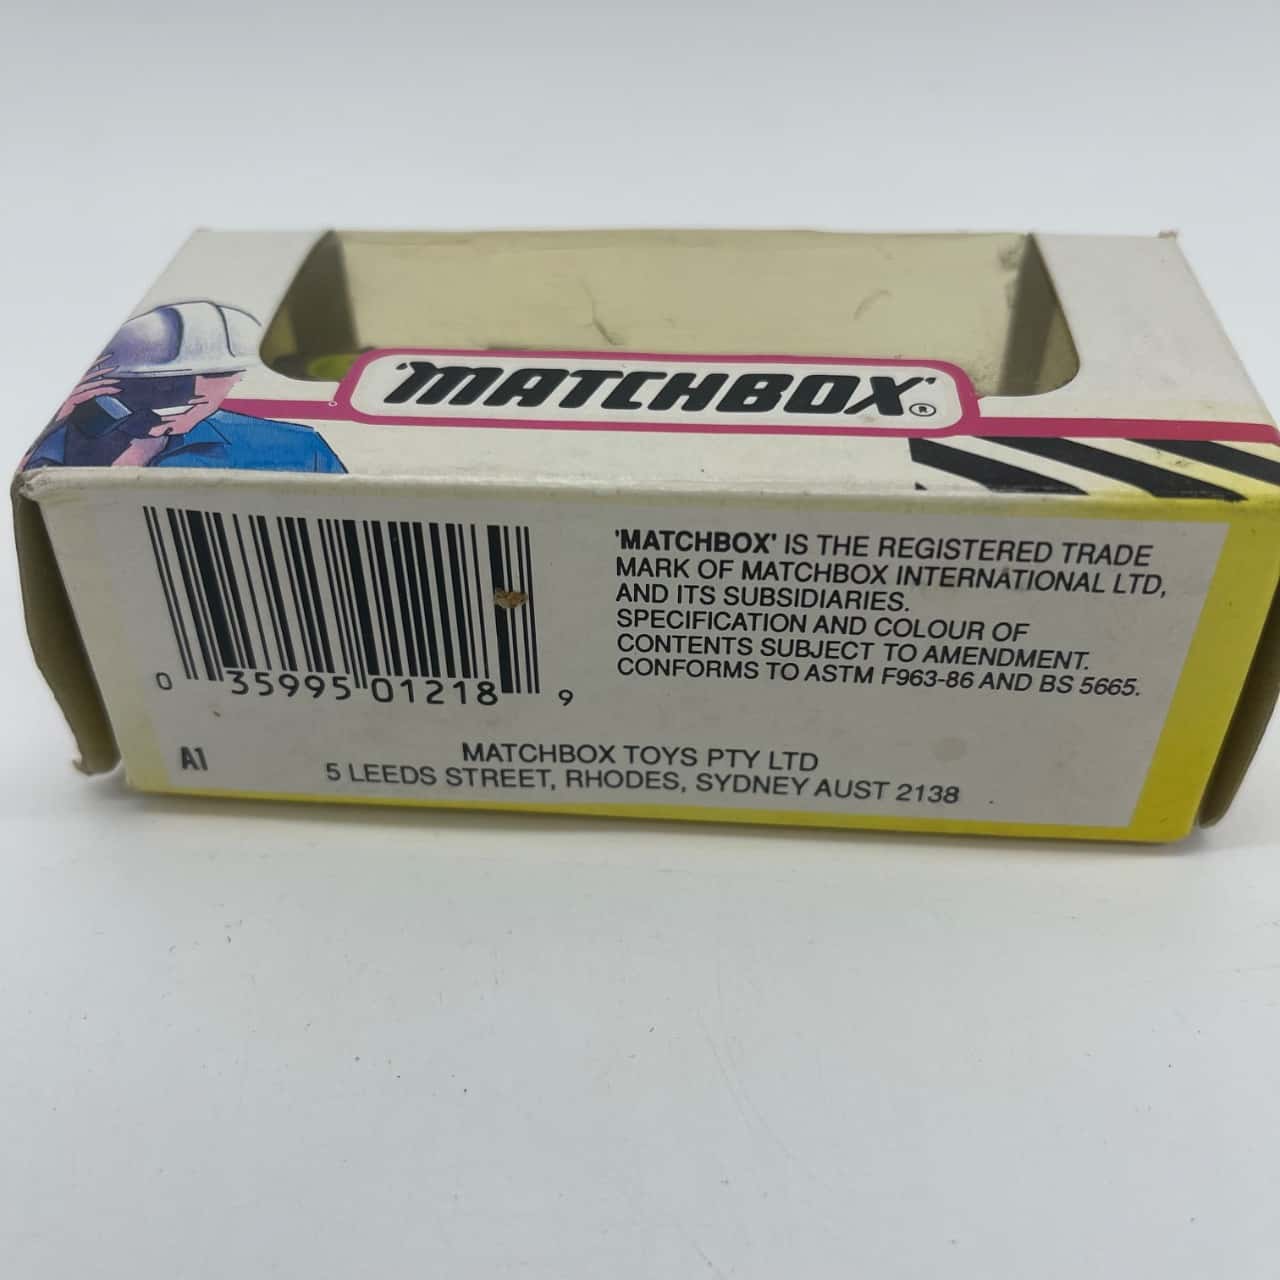 'MATCHBOX'®
'MATCHBOX' IS THE REGISTERED TRADE
MARK OF MATCHBOX INTERNATIONAL LTD,
AND ITS SUBSIDIARIES.
SPECIFICATION AND COLOUR OF
CONTENTS SUBJECT TO AMENDMENT.
CONFORMS TO ASTM F963-86 AND BS 5665.
0 35995 01218 9
A1
MATCHBOX TOYS PTY LTD
5 LEEDS STREET, RHODES, SYDNEY AUST 2138